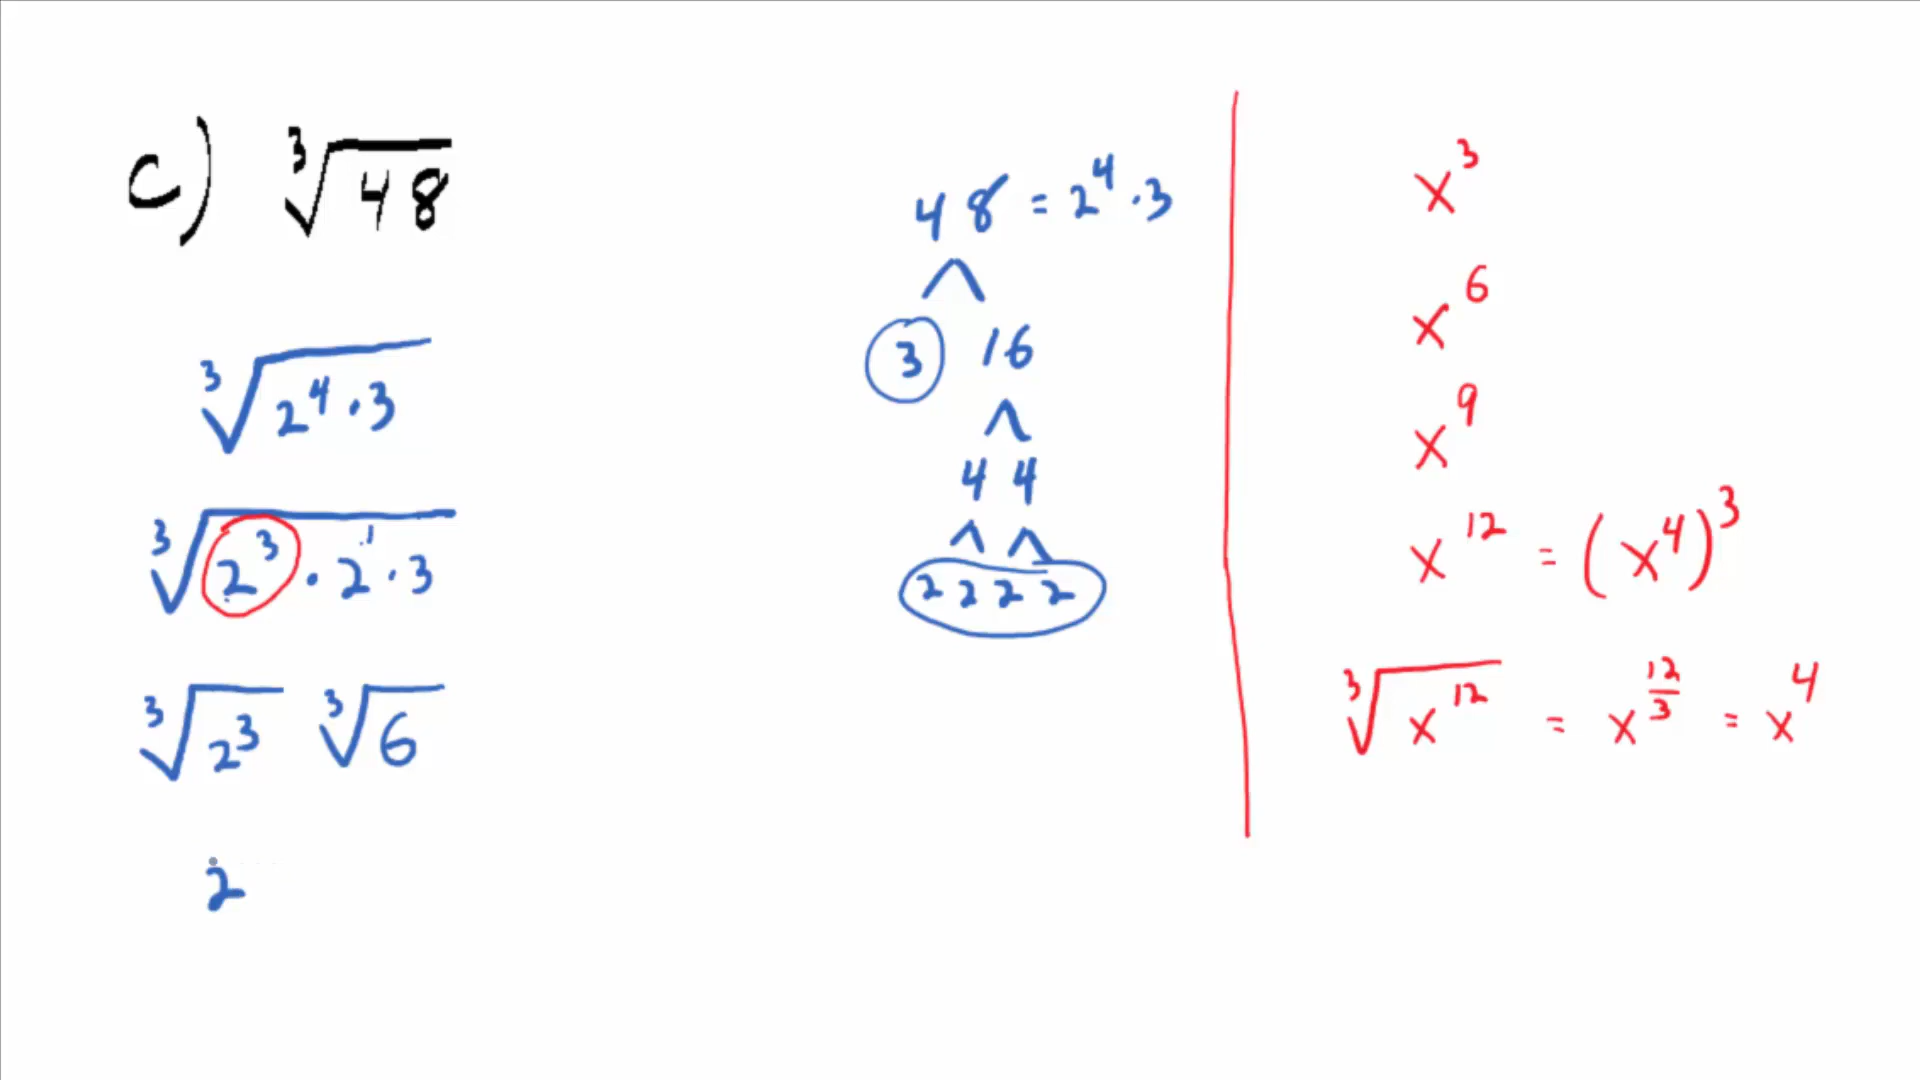 c) ∛48
∛(2⁴·3)
∛(2³·2¹·3)
∛(2³) ∛6
2
48 = 2⁴·3
3 16
4 4
2 2 2 2
x³
x⁶
x⁹
x¹² = (x⁴)³
∛(x¹²) = x^(12/3) = x⁴